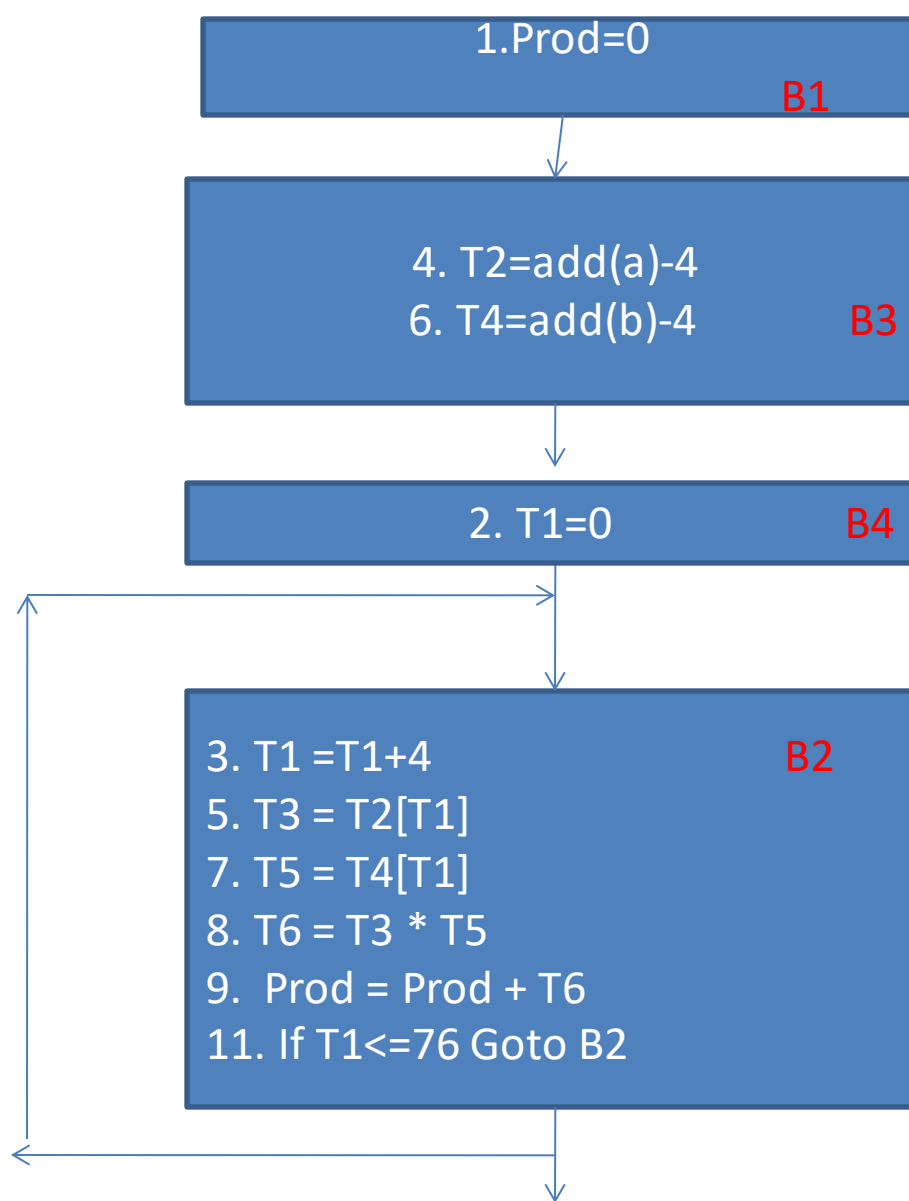 1.Prod=0
B1
4. T2=add(a)-4
6. T4=add(b)-4 B3
2. T1=0 B4
3. T1 =T1+4 B2
5. T3 = T2[T1]
7. T5 = T4[T1]
8. T6 = T3 * T5
9. Prod = Prod + T6
11. If T1<=76 Goto B2